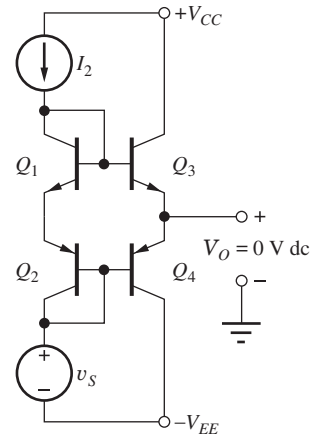 +V_CC
I_2
Q_1
Q_3
+
V_O = 0 V dc
Q_2
Q_4
–
+
v_S
–
–V_EE